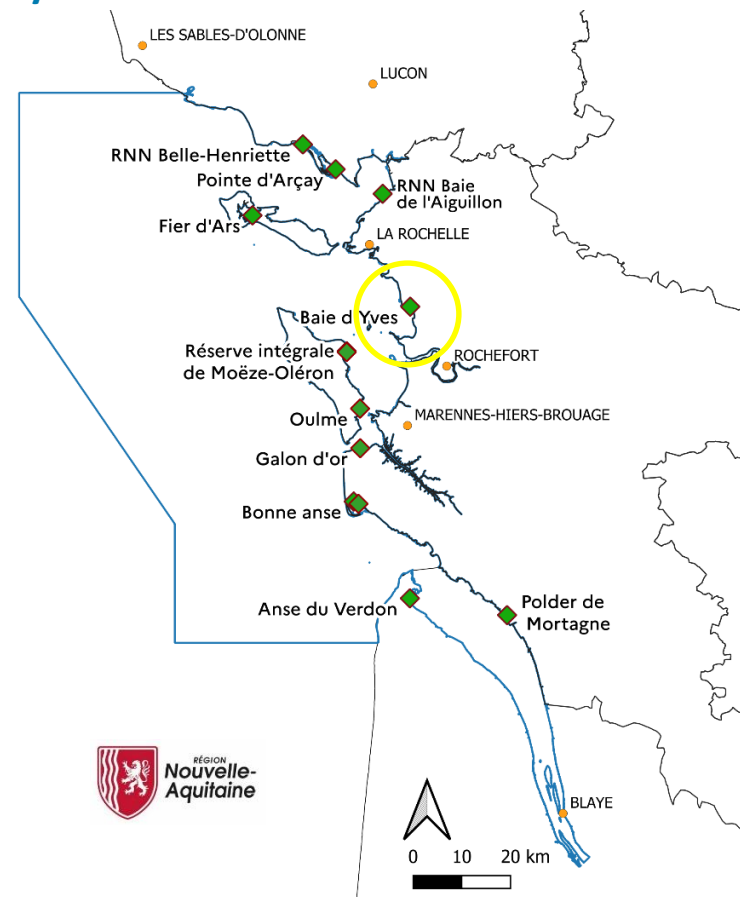 LES SABLES-D'OLONNE
LUCON
RNN Belle-Henriette
Pointe d'Arçay
RNN Baie
de l'Aiguillon
Fier d'Ars
LA ROCHELLE
Baie d'Yves
Réserve intégrale
de Moëze-Oléron
ROCHEFORT
Oulme
MARENNES-HIERS-BROUAGE
Galon d'or
Bonne anse
Anse du Verdon
Polder de
Mortagne
RÉGION
Nouvelle-
Aquitaine
BLAYE
0 10 20 km